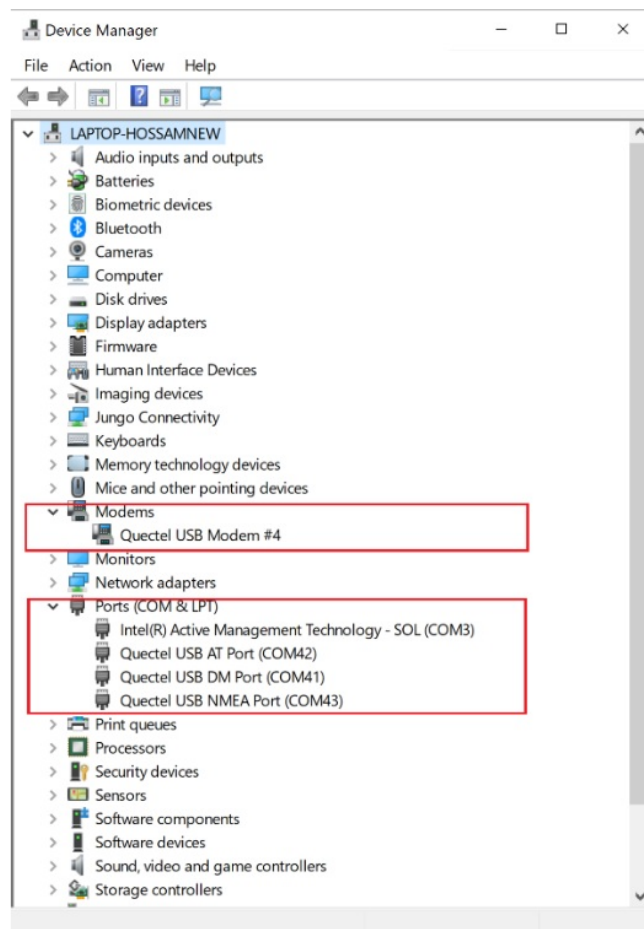 Device Manager
File Action View Help
LAPTOP-HOSSAMNEW
Audio inputs and outputs
Batteries
Biometric devices
Bluetooth
Cameras
Computer
Disk drives
Display adapters
Firmware
Human Interface Devices
Imaging devices
Jungo Connectivity
Keyboards
Memory technology devices
Mice and other pointing devices
Modems
Quectel USB Modem #4
Monitors
Network adapters
Ports (COM & LPT)
Intel(R) Active Management Technology - SOL (COM3)
Quectel USB AT Port (COM42)
Quectel USB DM Port (COM41)
Quectel USB NMEA Port (COM43)
Print queues
Processors
Security devices
Sensors
Software components
Software devices
Sound, video and game controllers
Storage controllers